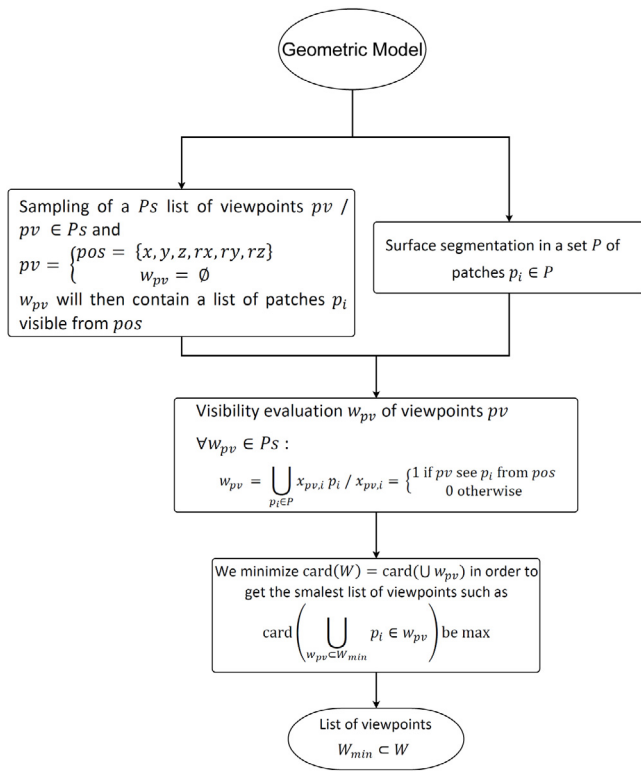 Geometric Model
Sampling of a Ps list of viewpoints pv /
pv ∈ Ps and
pv = {pos = {x, y, z, rx, ry, rz}
w_pv = ∅
w_pv will then contain a list of patches p_i
visible from pos
Surface segmentation in a set P of
patches p_i ∈ P
Visibility evaluation w_pv of viewpoints pv
∀w_pv ∈ Ps :
w_pv = ⋃_{p_i∈P} x_{pv,i} p_i / x_{pv,i} = {1 if pv see p_i from pos
0 otherwise
We minimize card(W) = card(⋃ w_pv) in order to
get the smallest list of viewpoints such as
card(⋃_{w_pv⊂W_min} p_i ∈ w_pv) be max
List of viewpoints
W_min ⊂ W